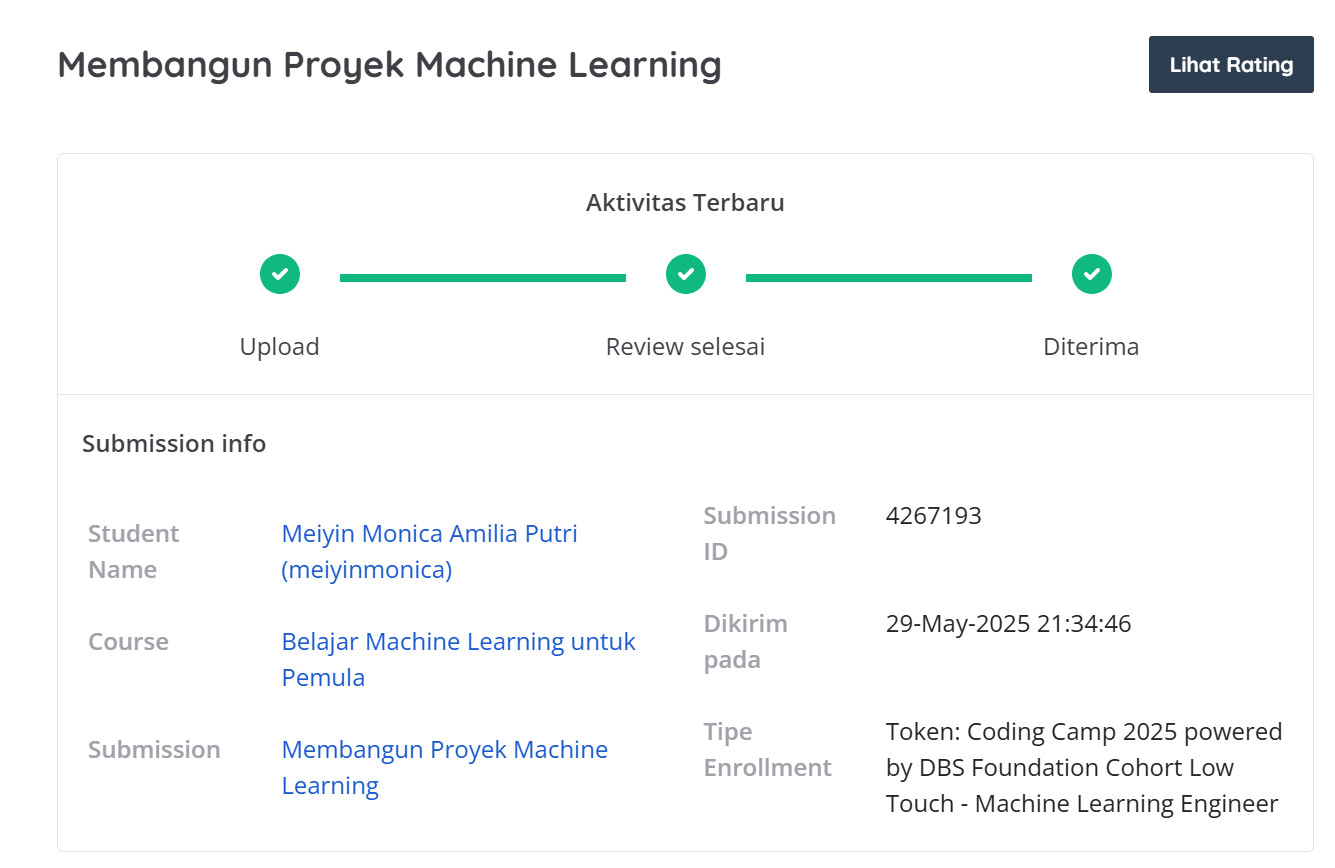 Membangun Proyek Machine Learning
Lihat Rating
Aktivitas Terbaru
Upload
Review selesai
Diterima
Submission info
Student
Name
Meiyin Monica Amilia Putri
(meiyinmonica)
Course
Belajar Machine Learning untuk
Pemula
Submission
Membangun Proyek Machine
Learning
Submission
ID
4267193
Dikirim
pada
29-May-2025 21:34:46
Tipe
Enrollment
Token: Coding Camp 2025 powered
by DBS Foundation Cohort Low
Touch - Machine Learning Engineer